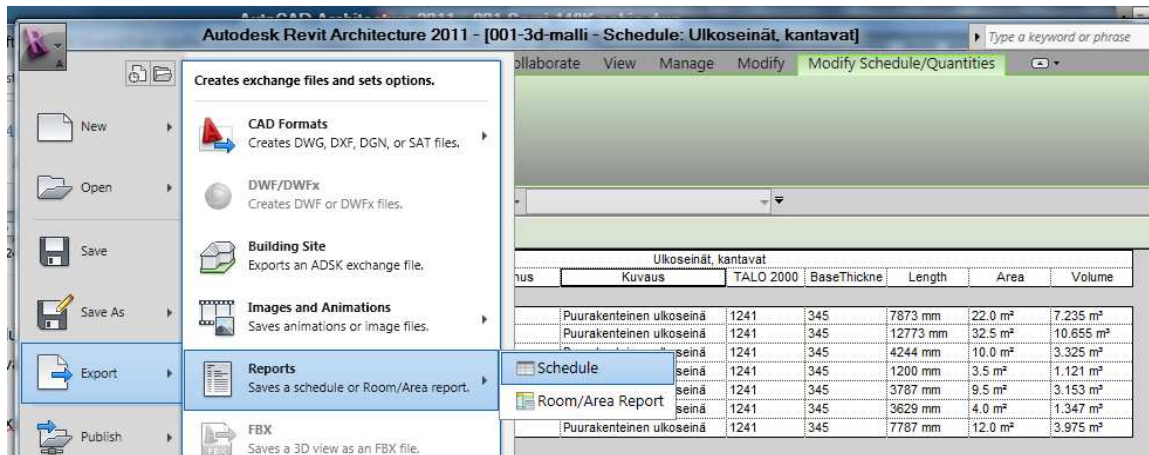 Autodesk Revit Architecture 2011 - [001-3d-malli - Schedule: Ulkoseinät, kantavat]
Type a keyword or phrase
View Manage Modify Modify Schedule/Quantities
Creates exchange files and sets options.
New
CAD Formats
Creates DWG, DXF, DGN, or SAT files.
Open
DWF/DWFx
Creates DWF or DWFx files.
Save
Building Site
Exports an ADSK exchange file.
Save As
Images and Animations
Saves animations or image files.
Export
Reports
Saves a schedule or Room/Area report.
Publish
FBX
Saves a 3D view as an FBX file.
Schedule
Room/Area Report
Ulkoseinät, kantavat
Kuvaus TALO 2000 BaseThickne Length Area Volume
Puurakenteinen ulkoseinä 1241 345 7873 mm 22.0 m² 7.235 m³
Puurakenteinen ulkoseinä 1241 345 12773 mm 32.5 m² 10.655 m³
1241 345 4244 mm 10.0 m² 3.325 m³
1241 345 1200 mm 3.5 m² 1.121 m³
1241 345 3787 mm 9.5 m² 3.153 m³
1241 345 3629 mm 4.0 m² 1.347 m³
Puurakenteinen ulkoseinä 1241 345 7787 mm 12.0 m² 3.975 m³